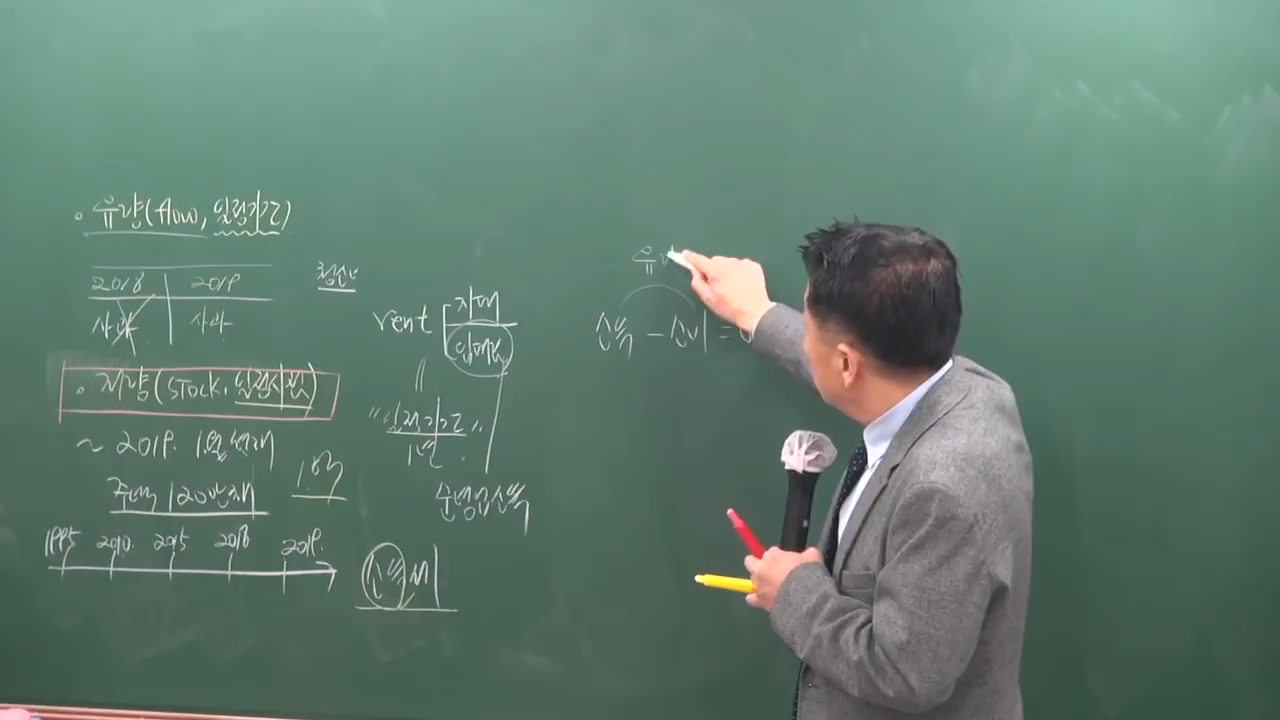 유량(flow, 일정기간)
2018 2019
사과 사과
청산
저량(stock, 일정시점)
~ 2019. 1월현재
주택 120만채
1억
1995 2010. 2015 2018 2019.
rent
임대료
"일정기간"
1년.
순영업소득
소득세
유
소득 - 소비 =